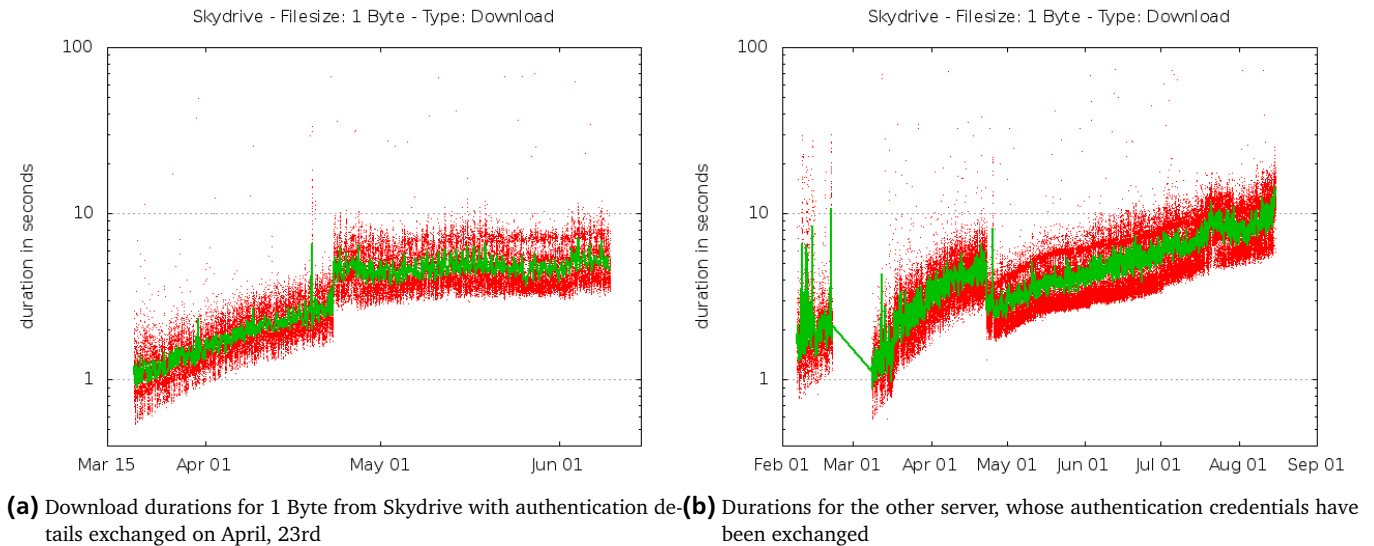 Skydrive - Filesize: 1 Byte - Type: Download
100
10
1
duration in seconds
Mar 15 Apr 01 May 01 Jun 01
(a) Download durations for 1 Byte from Skydrive with authentication de-
tails exchanged on April, 23rd
Skydrive - Filesize: 1 Byte - Type: Download
100
10
1
duration in seconds
Feb 01 Mar 01 Apr 01 May 01 Jun 01 Jul 01 Aug 01 Sep 01
(b) Durations for the other server, whose authentication credentials have
been exchanged